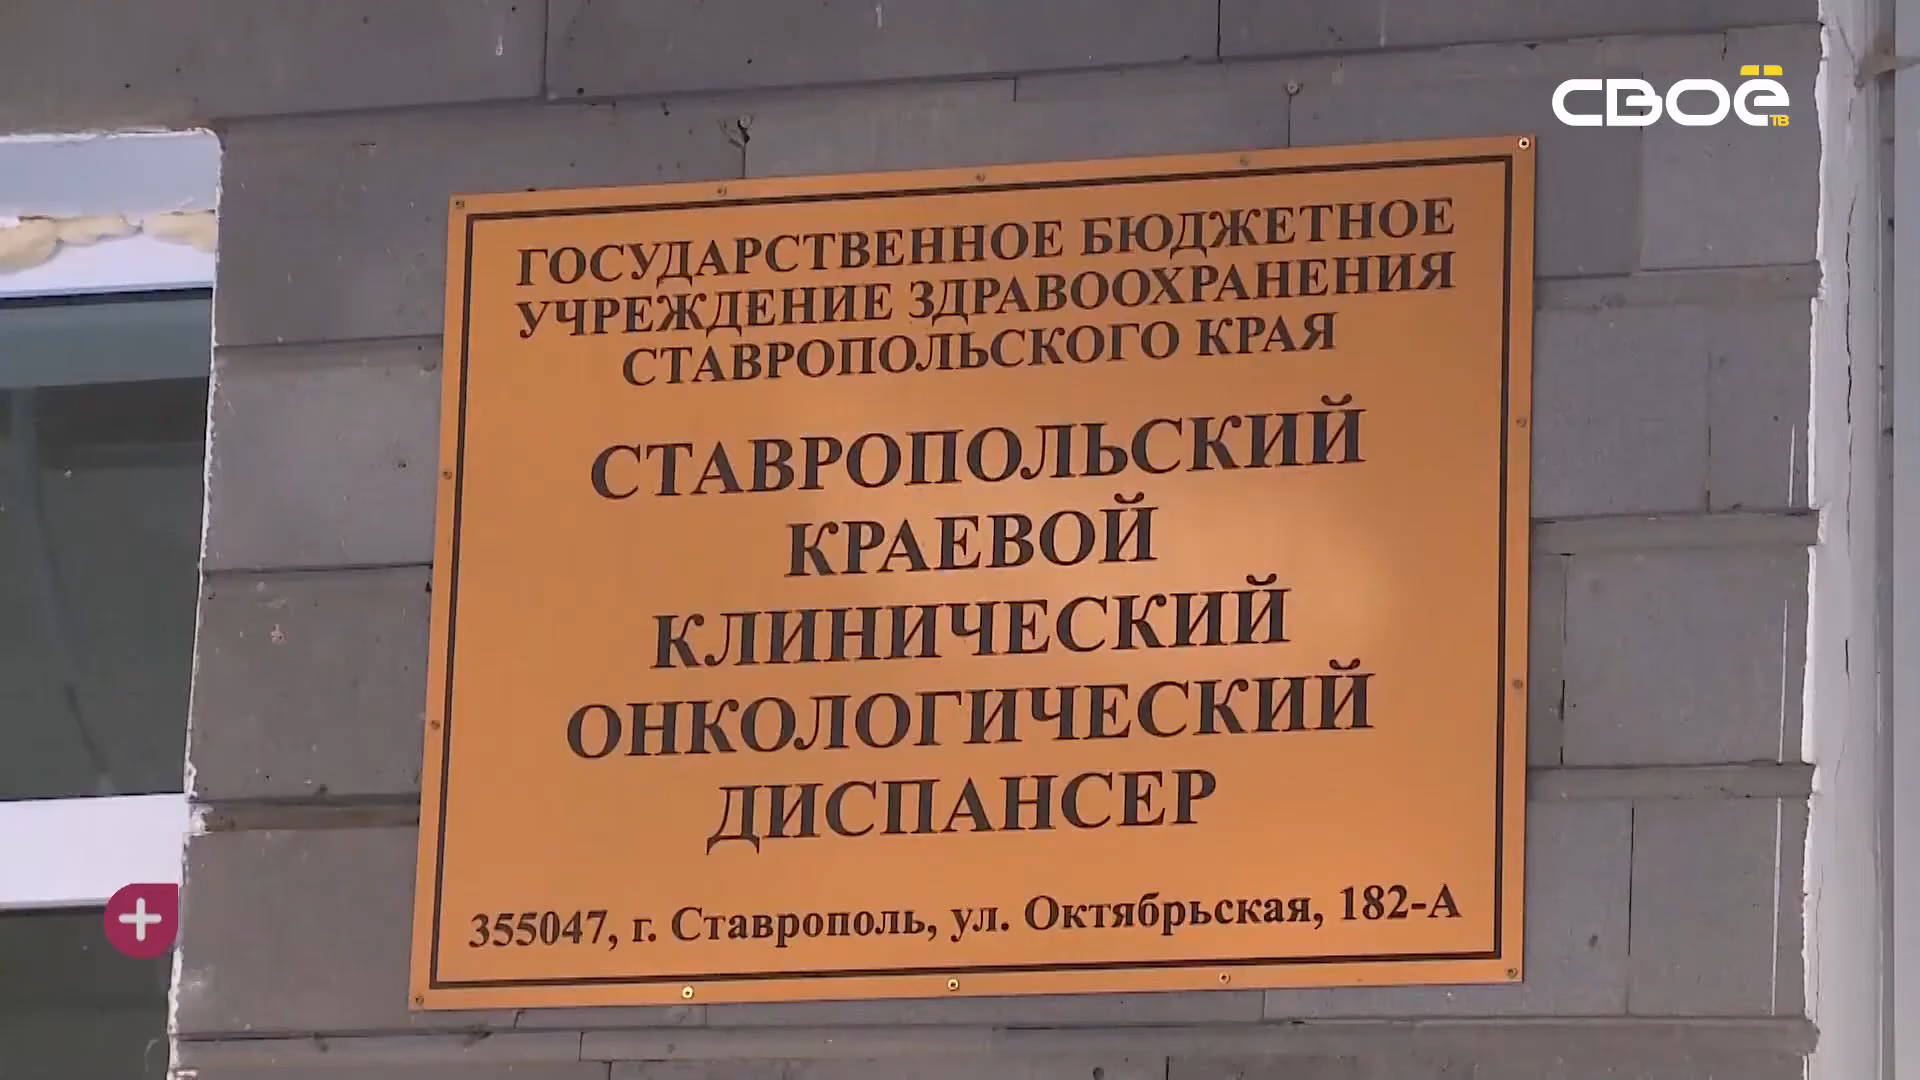 СВОЁ
ТВ
ГОСУДАРСТВЕННОЕ БЮДЖЕТНОЕ
УЧРЕЖДЕНИЕ ЗДРАВООХРАНЕНИЯ
СТАВРОПОЛЬСКОГО КРАЯ
СТАВРОПОЛЬСКИЙ
КРАЕВОЙ
КЛИНИЧЕСКИЙ
ОНКОЛОГИЧЕСКИЙ
ДИСПАНСЕР
355047, г. Ставрополь, ул. Октябрьская, 182-А